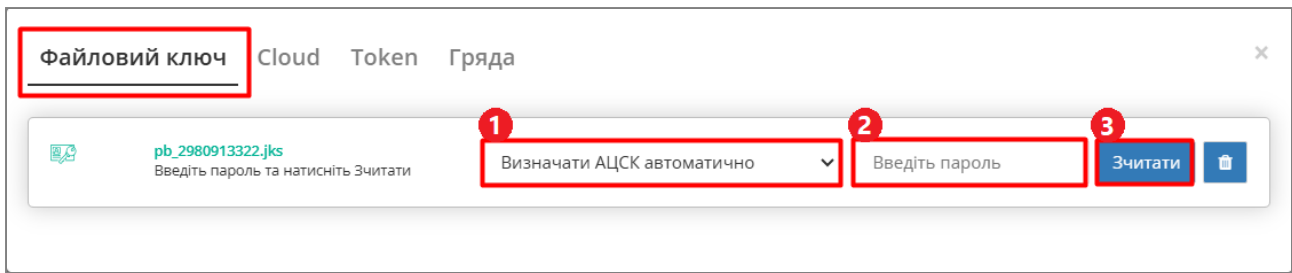 Файловий ключ Cloud Token Гряда ×
1 2 3
pb_2980913322.jks
Введіть пароль та натисніть Зчитати
Визначати АЦСК автоматично
Введіть пароль
Зчитати